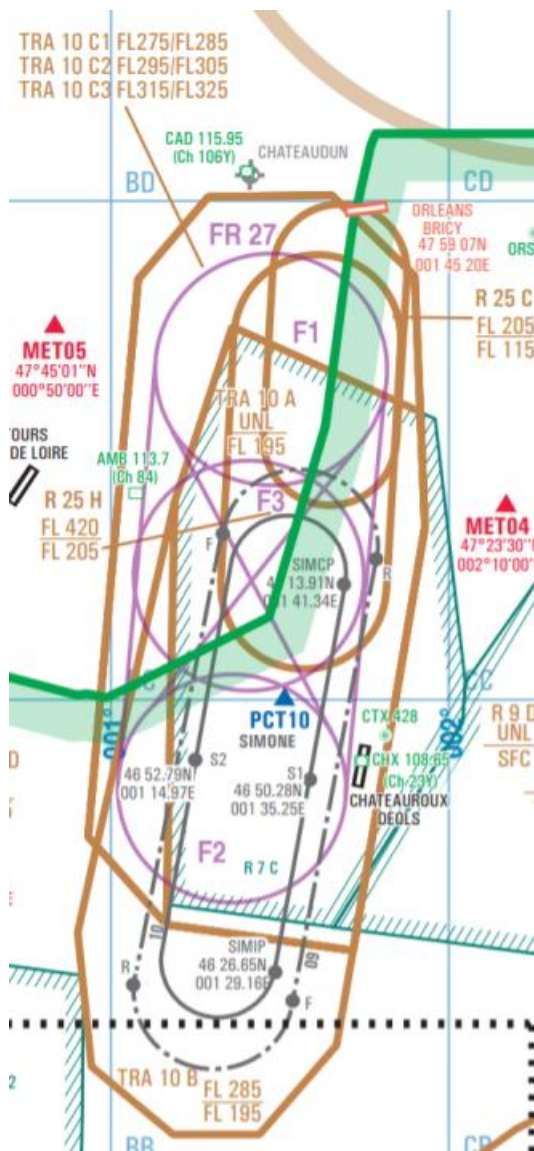 TRA 10 C1 FL275/FL285
TRA 10 C2 FL295/FL305
TRA 10 C3 FL315/FL325
CAD 115.95
(Ch 106Y)
CHATEAUDUN
BD
CD
FR 27
ORLEANS
BRICY
47 59 07N
001 45 20E
ORS
R 25 C
FL 205
FL 115
F1
MET05
47°45'01"N
000°50'00"E
TRA 10 A
UNL
FL 195
TOURS
DE LOIRE
AMB 113.7
(Ch 84)
R 25 H
FL 420
FL 205
F3
F
R
MET04
47°23'30"
002°10'00"
SIMCP
13.91N
41.34E
C
CC
001°
002°
PCT10
SIMONE
CTX 428
R 9 D
UNL
SFC
D
S2
46 52.79N
001 14.97E
S1
46 50.28N
001 35.25E
CHX 108.65
(Ch 23Y)
CHATEAUROUX
DEOLS
F2
R 7 C
10
09
SIMIP
46 26.65N
001 29.16E
R
F
2
TRA 10 B
FL 285
FL 195
BB